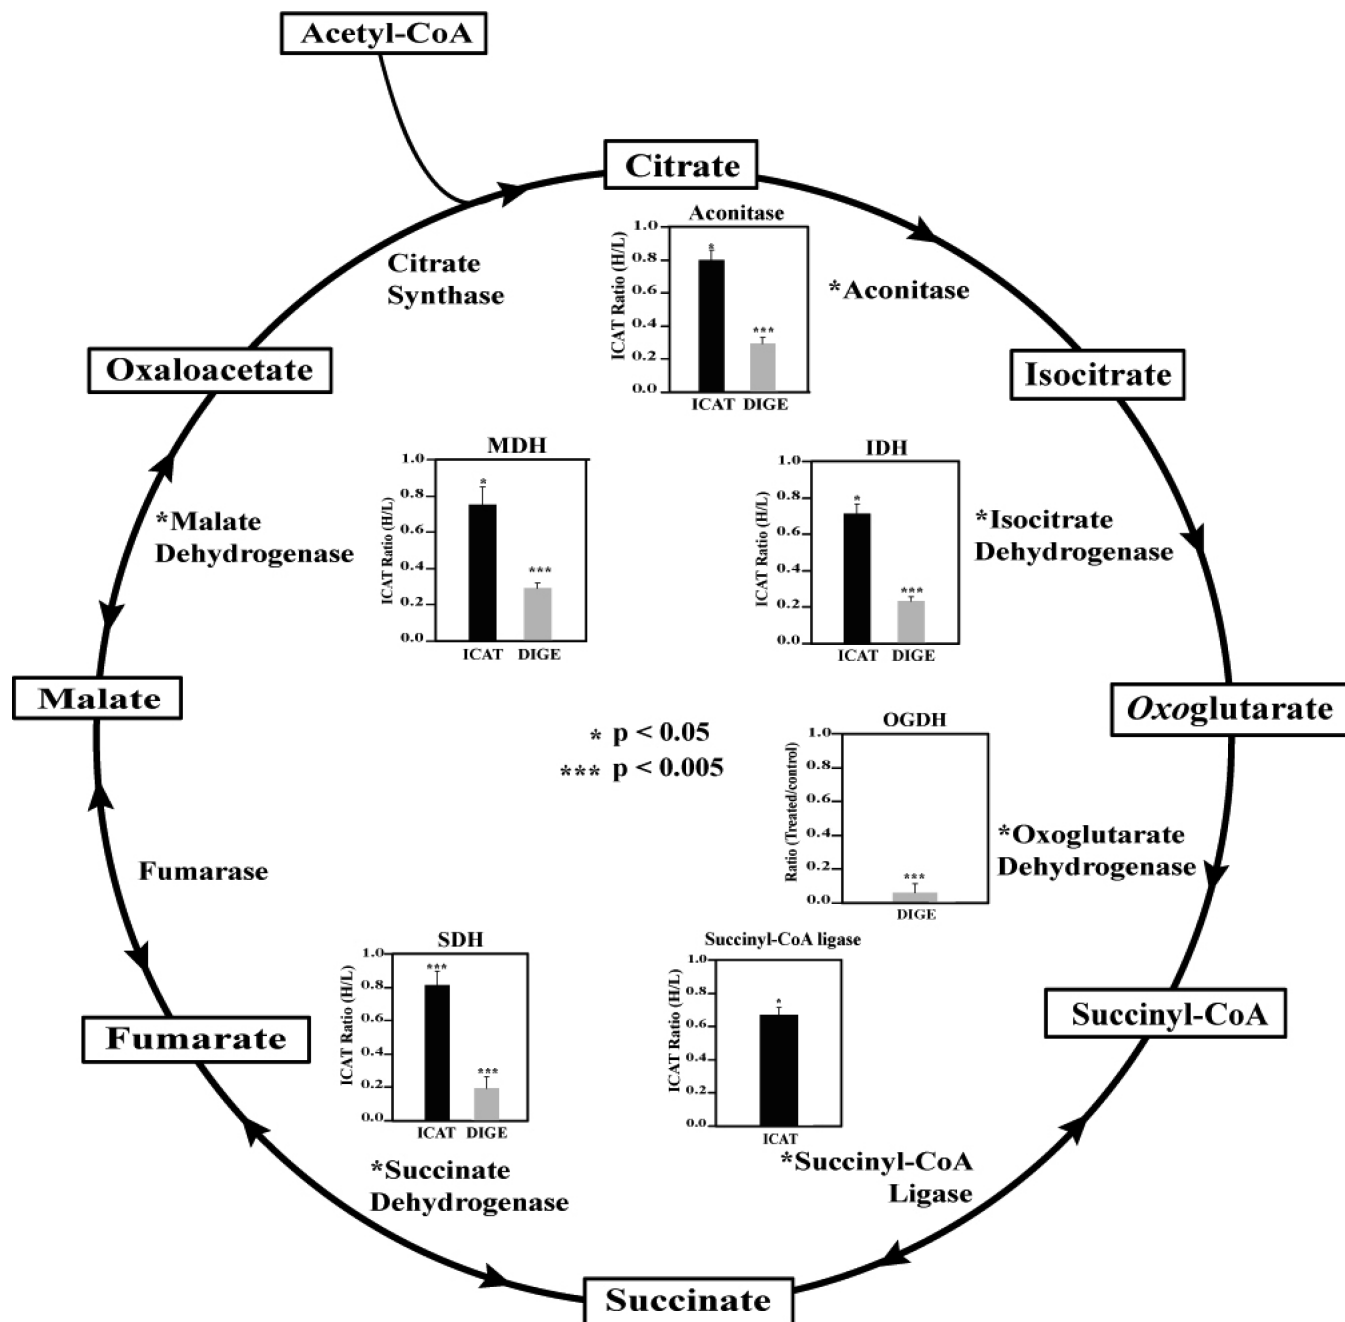 Acetyl-CoA
Citrate
Aconitase
ICAT Ratio (H/L)
1.0
0.8
0.6
0.4
0.2
0.0
*
***
ICAT DIGE
*Aconitase
Citrate
Synthase
Oxaloacetate
Isocitrate
MDH
ICAT Ratio (H/L)
1.0
0.8
0.6
0.4
0.2
0.0
*
***
ICAT DIGE
IDH
ICAT Ratio (H/L)
1.0
0.8
0.6
0.4
0.2
0.0
*
***
ICAT DIGE
*Malate
Dehydrogenase
*Isocitrate
Dehydrogenase
Malate
Oxoglutarate
* p < 0.05
*** p < 0.005
OGDH
Ratio (Treated/control)
1.0
0.8
0.6
0.4
0.2
0.0
***
DIGE
*Oxoglutarate
Dehydrogenase
Fumarase
SDH
ICAT Ratio (H/L)
1.0
0.8
0.6
0.4
0.2
0.0
***
***
ICAT DIGE
Succinyl-CoA ligase
ICAT Ratio (H/L)
1.0
0.8
0.6
0.4
0.2
0.0
*
ICAT
Fumarate
Succinyl-CoA
*Succinate
Dehydrogenase
*Succinyl-CoA
Ligase
Succinate